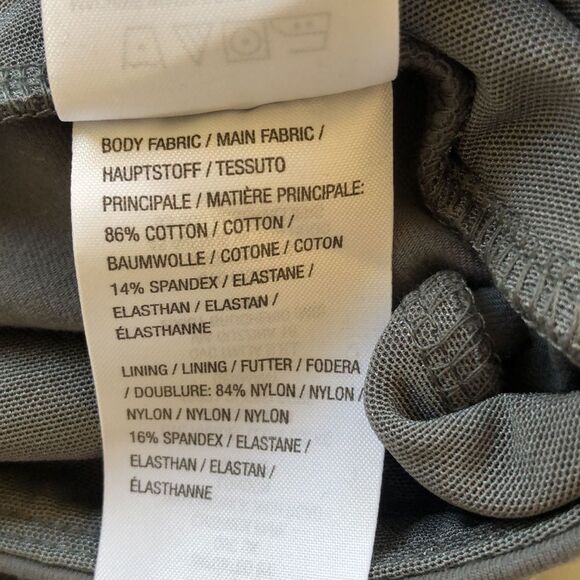 BODY FABRIC / MAIN FABRIC /
HAUPTSTOFF / TESSUTO
PRINCIPALE / MATIÈRE PRINCIPALE:
86% COTTON / COTTON /
BAUMWOLLE / COTONE / COTON
14% SPANDEX / ELASTANE /
ELASTHAN / ELASTAN /
ÉLASTHANNE
LINING / LINING / FUTTER / FODERA
/ DOUBLURE: 84% NYLON / NYLON /
NYLON / NYLON / NYLON
16% SPANDEX / ELASTANE /
ELASTHAN / ELASTAN /
ÉLASTHANNE